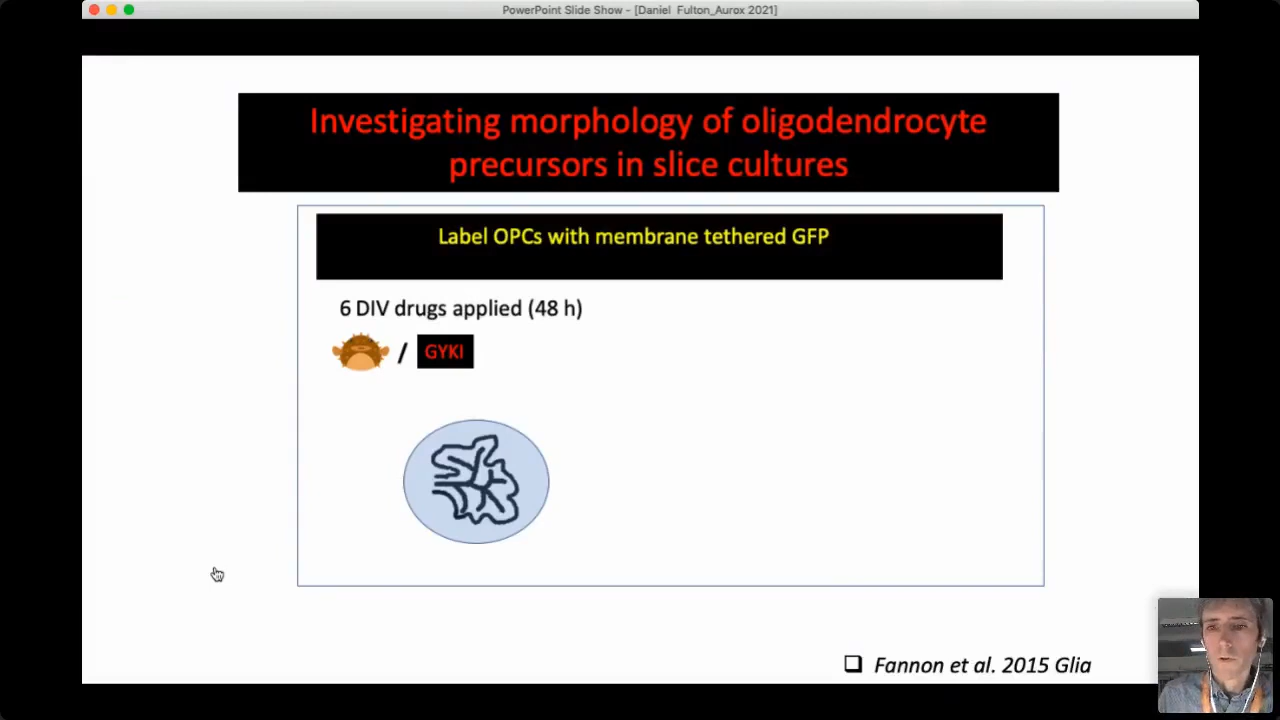 PowerPoint Slide Show - [Daniel  Fulton_Aurox 2021]
Investigating morphology of oligodendrocyte
precursors in slice cultures
Label OPCs with membrane tethered GFP
6 DIV drugs applied (48 h)
/ GYKI
Fannon et al. 2015 Glia